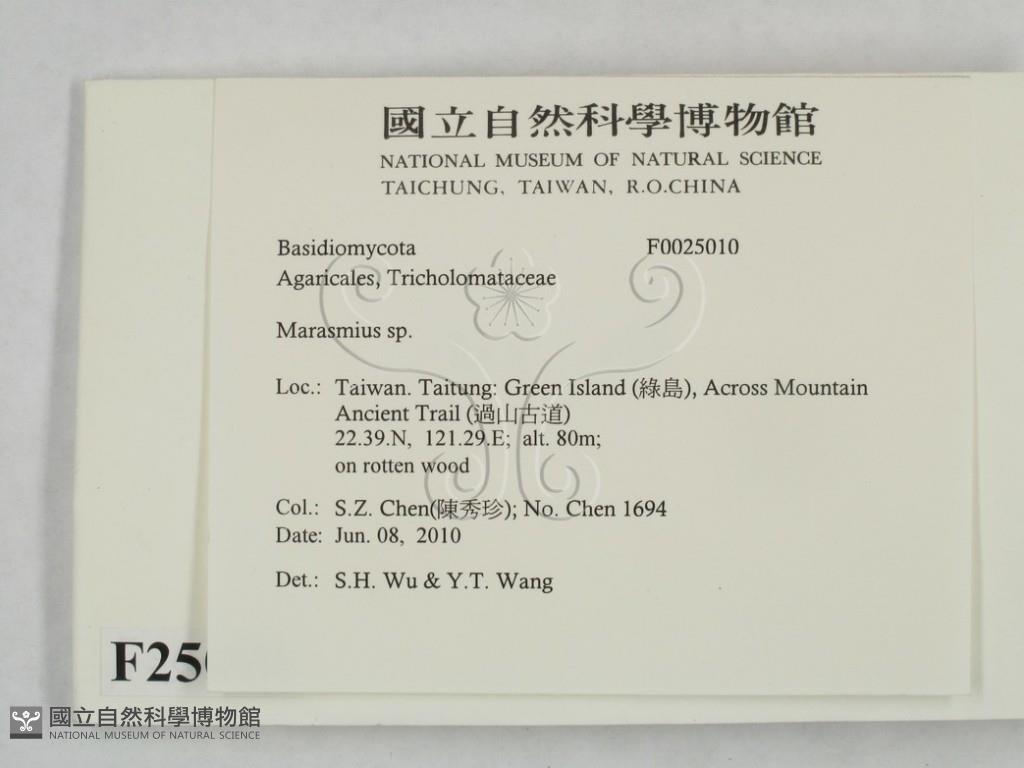 國立自然科學博物館
NATIONAL MUSEUM OF NATURAL SCIENCE
TAICHUNG, TAIWAN, R.O.CHINA
Basidiomycota F0025010
Agaricales, Tricholomataceae
Marasmius sp.
Loc.: Taiwan. Taitung: Green Island (綠島), Across Mountain
Ancient Trail (過山古道)
22.39.N, 121.29.E; alt. 80m;
on rotten wood
Col.: S.Z. Chen(陳秀珍); No. Chen 1694
Date: Jun. 08, 2010
Det.: S.H. Wu & Y.T. Wang
F25
國立自然科學博物館
NATIONAL MUSEUM OF NATURAL SCIENCE